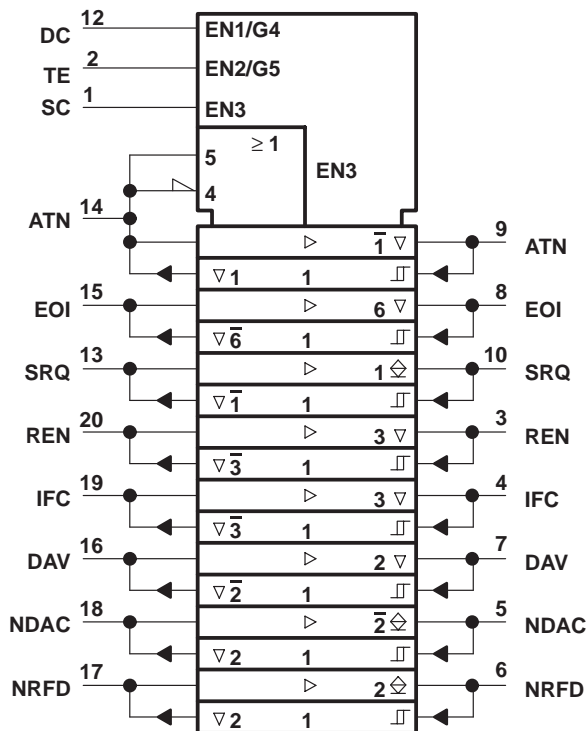 12
DC EN1/G4
2
TE EN2/G5
1
SC EN3
≥ 1
5
EN3
4
14
ATN
1̅ 9 ATN
1 1
15
EOI 6 8 EOI
6̅ 1
13
SRQ 1 10 SRQ
1̅ 1
20
REN 3 3 REN
3̅ 1
19
IFC 3 4 IFC
3̅ 1
16
DAV 2 7 DAV
2̅ 1
18
NDAC 2̅ 5 NDAC
2 1
17
NRFD 2 6 NRFD
2 1